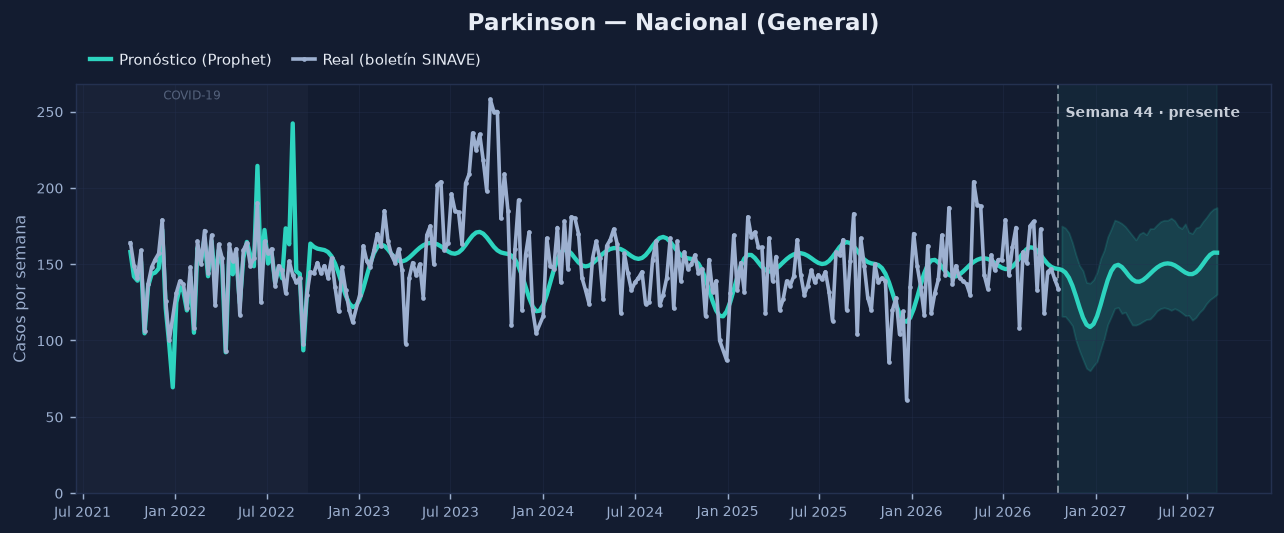 Parkinson — Nacional (General)
Pronóstico (Prophet)
Real (boletín SINAVE)
COVID-19
Semana 44 · presente
Casos por semana
250
200
150
100
50
0
Jul 2021
Jan 2022
Jul 2022
Jan 2023
Jul 2023
Jan 2024
Jul 2024
Jan 2025
Jul 2025
Jan 2026
Jul 2026
Jan 2027
Jul 2027